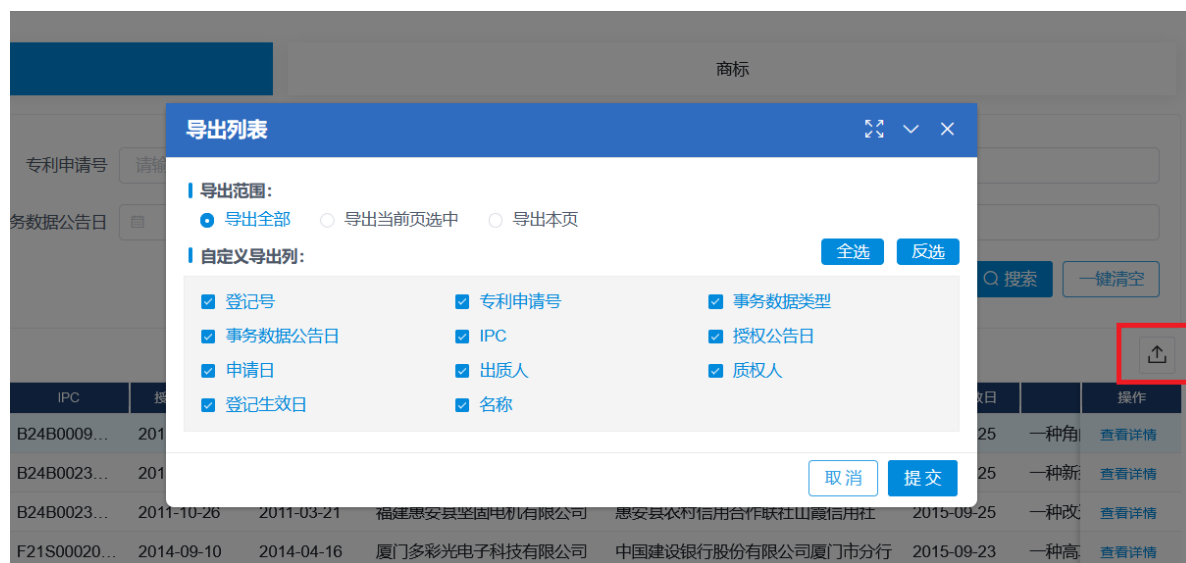 商标
导出列表
专利申请号 请输
导出范围：
导出全部 导出当前页选中 导出本页
务数据公告日
自定义导出列： 全选 反选
搜索 一键清空
登记号 专利申请号 事务数据类型
事务数据公告日 IPC 授权公告日
申请日 出质人 质权人
IPC 授 效日 操作
登记生效日 名称
B24B0009... 201 25 一种角 查看详情
B24B0023... 201 25 一种新 查看详情
取消 提交
B24B0023... 2011-10-26 2011-03-21 福建惠安县坚固电机有限公司 惠安县农村信用合作联社山霞信用社 2015-09-25 一种改 查看详情
F21S00020... 2014-09-10 2014-04-16 厦门多彩光电子科技有限公司 中国建设银行股份有限公司厦门市分行 2015-09-23 一种高 查看详情